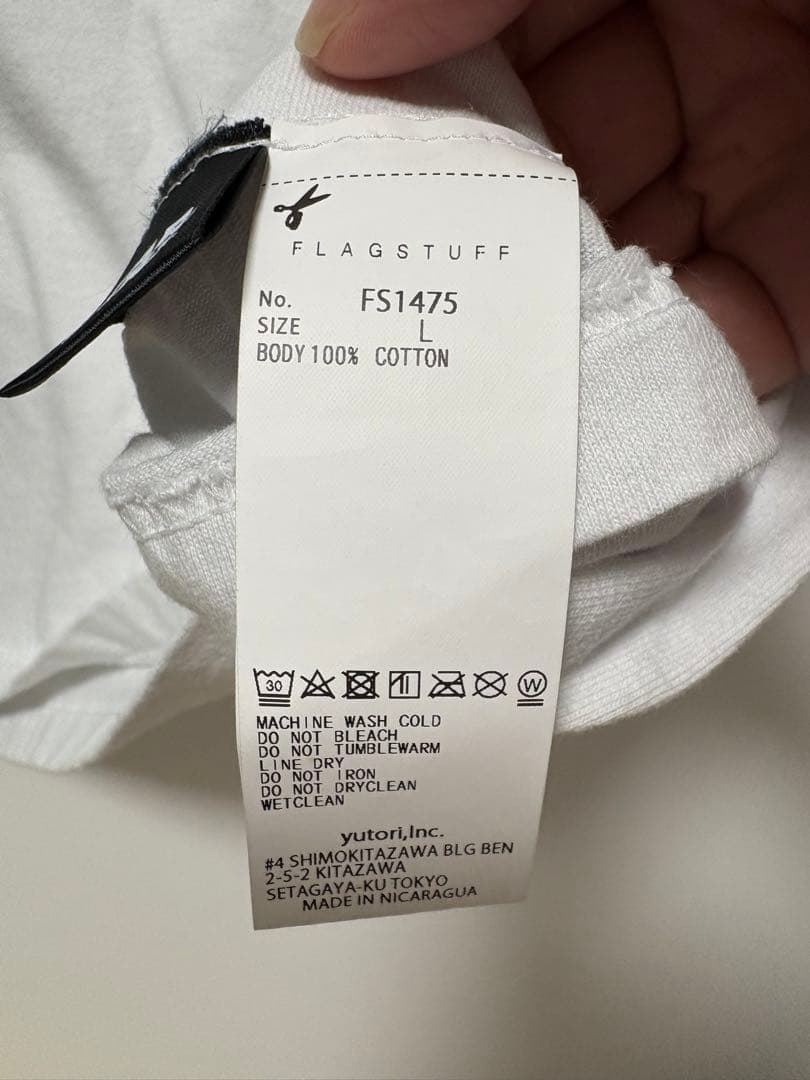 FLAGSTUFF
No. FS1475
SIZE L
BODY 100% COTTON
30 W
MACHINE WASH COLD
DO NOT BLEACH
DO NOT TUMBLEWARM
LINE DRY
DO NOT IRON
DO NOT DRYCLEAN
WETCLEAN
yutori,Inc.
#4 SHIMOKITAZAWA BLG BEN
2-5-2 KITAZAWA
SETAGAYA-KU TOKYO
MADE IN NICARAGUA